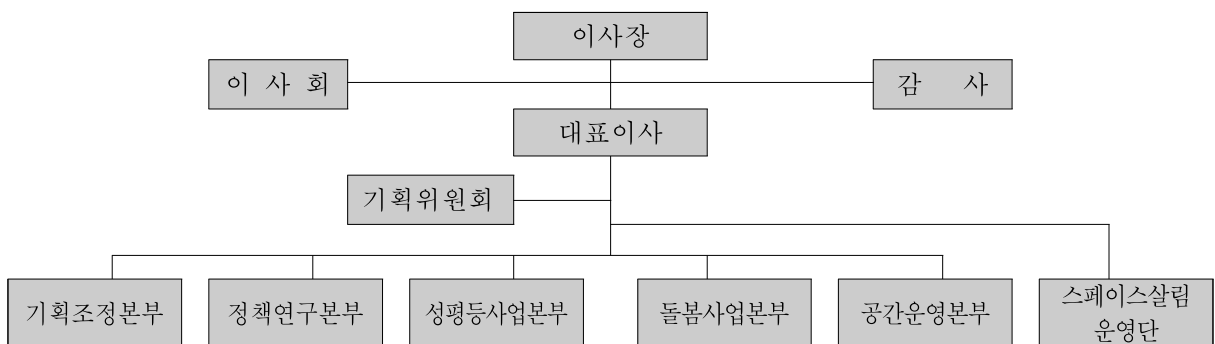 이사장
이 사 회
감 사
대표이사
기획위원회
기획조정본부
정책연구본부
성평등사업본부
돌봄사업본부
공간운영본부
스페이스살림
운영단